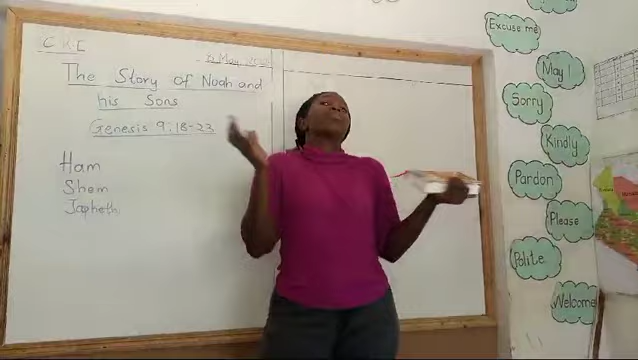 C.R.E
The Story of Noah and
his Sons
Genesis 9:18-23
Ham
Shem
Japheth
Excuse me
May I
Sorry
Kindly
Pardon
Please
Polite
Welcome